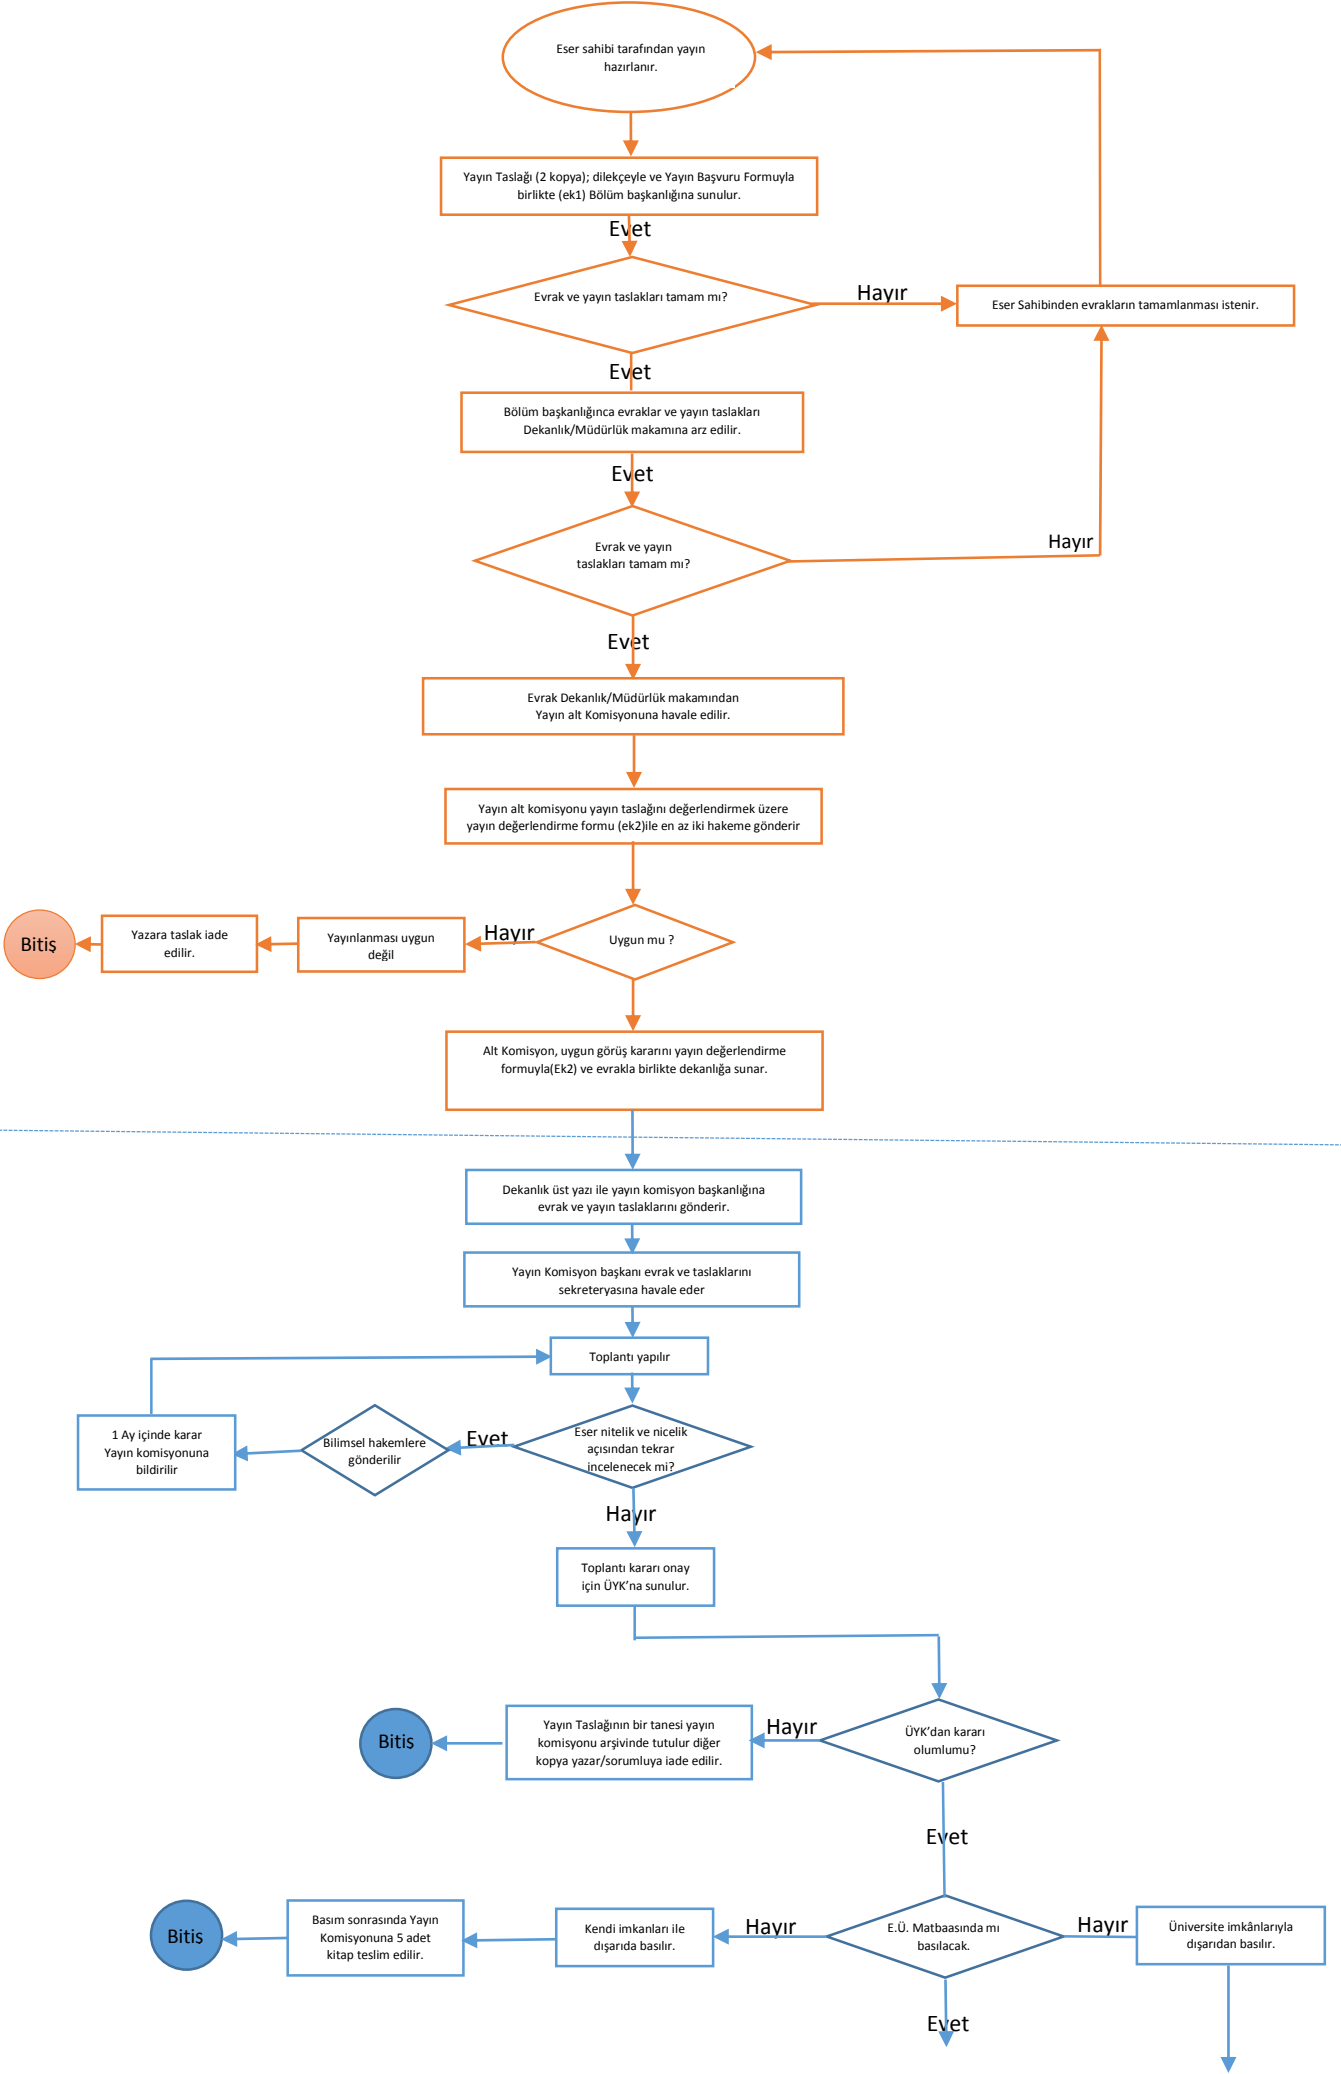 Eser sahibi tarafından yayın
hazırlanır.
Yayın Taslağı (2 kopya); dilekçeyle ve Yayın Başvuru Formuyla
birlikte (ek1) Bölüm başkanlığına sunulur.
Evet
Evrak ve yayın taslakları tamam mı?
Hayır
Eser Sahibinden evrakların tamamlanması istenir.
Evet
Bölüm başkanlığınca evraklar ve yayın taslakları
Dekanlık/Müdürlük makamına arz edilir.
Evet
Evrak ve yayın
taslakları tamam mı?
Hayır
Evet
Evrak Dekanlık/Müdürlük makamından
Yayın alt Komisyonuna havale edilir.
Yayın alt komisyonu yayın taslağını değerlendirmek üzere
yayın değerlendirme formu (ek2)ile en az iki hakeme gönderir
Uygun mu ?
Hayır
Yayınlanması uygun
değil
Yazara taslak iade
edilir.
Bitiş
Alt Komisyon, uygun görüş kararını yayın değerlendirme
formuyla(Ek2) ve evrakla birlikte dekanlığa sunar.
Dekanlık üst yazı ile yayın komisyon başkanlığına
evrak ve yayın taslaklarını gönderir.
Yayın Komisyon başkanı evrak ve taslaklarını
sekreteryasına havale eder
Toplantı yapılır
Eser nitelik ve nicelik
açısından tekrar
incelenecek mi?
Evet
Bilimsel hakemlere
gönderilir
1 Ay içinde karar
Yayın komisyonuna
bildirilir
Hayır
Toplantı kararı onay
için ÜYK’na sunulur.
ÜYK’dan kararı
olumlumu?
Hayır
Yayın Taslağının bir tanesi yayın
komisyonu arşivinde tutulur diğer
kopya yazar/sorumluya iade edilir.
Bitis
Evet
E.Ü. Matbaasında mı
basılacak.
Hayır
Kendi imkanları ile
dışarıda basılır.
Basım sonrasında Yayın
Komisyonuna 5 adet
kitap teslim edilir.
Bitis
Hayır
Üniversite imkânlarıyla
dışarıdan basılır.
Evet